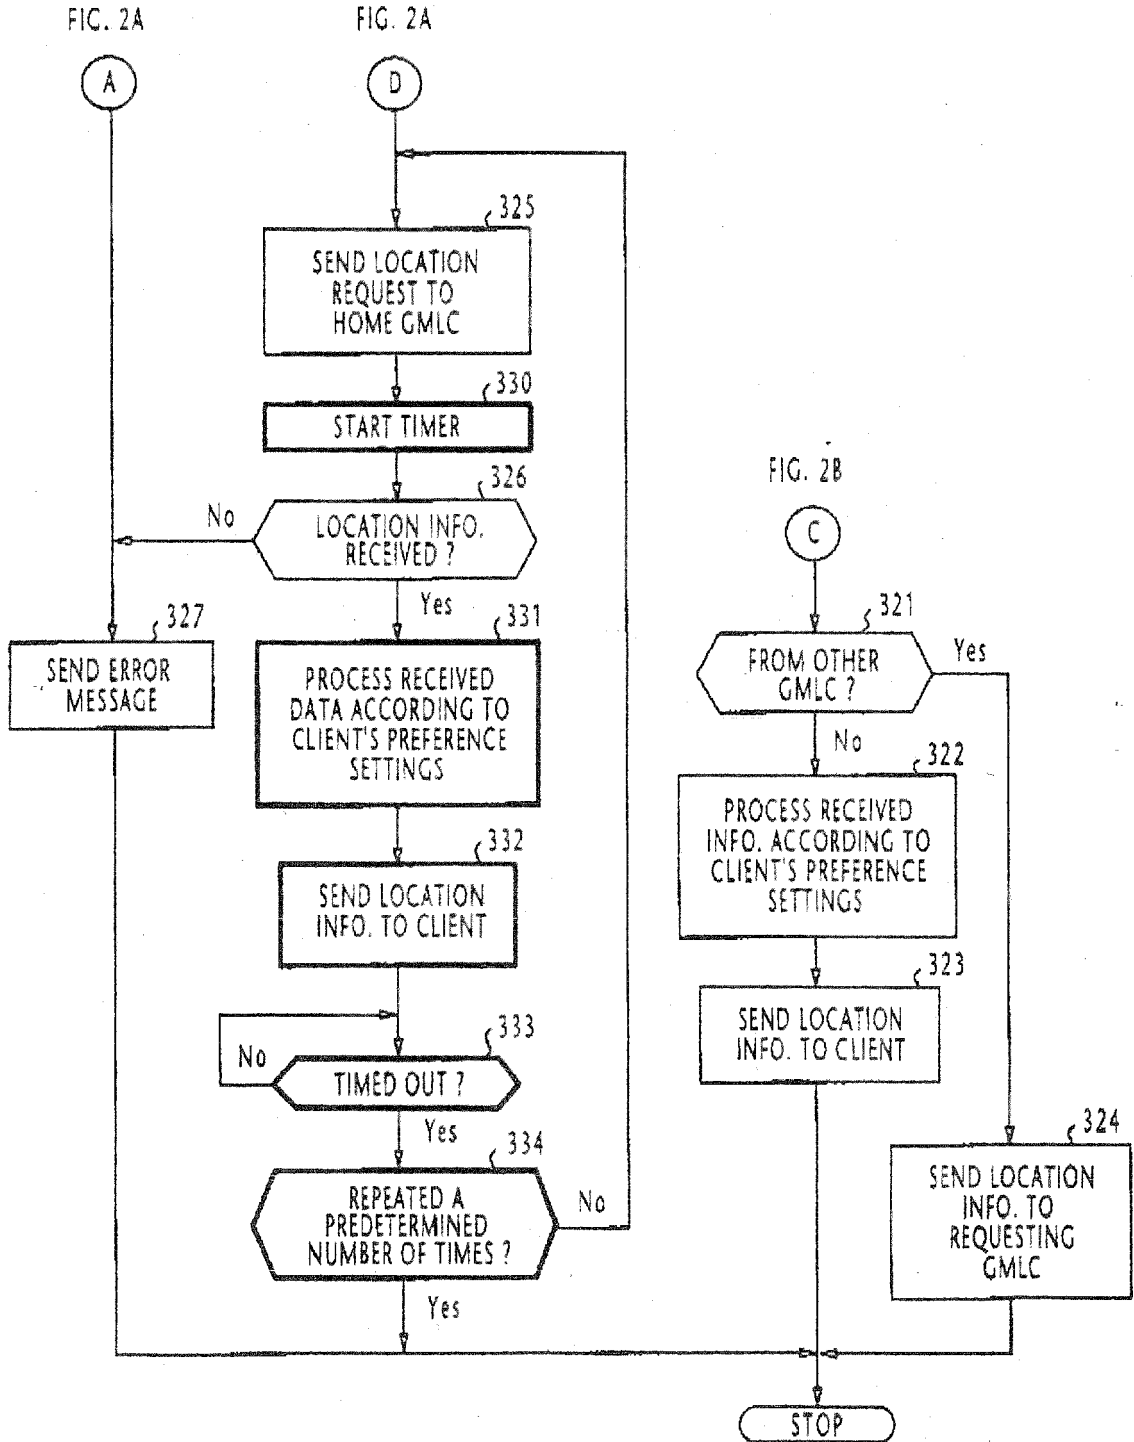 FIG. 2A
A
FIG. 2A
D
325
SEND LOCATION
REQUEST TO
HOME GMLC
330
START TIMER
326
LOCATION INFO.
RECEIVED ?
No
Yes
327
SEND ERROR
MESSAGE
331
PROCESS RECEIVED
DATA ACCORDING TO
CLIENT'S PREFERENCE
SETTINGS
332
SEND LOCATION
INFO. TO CLIENT
333
TIMED OUT ?
No
Yes
334
REPEATED A
PREDETERMINED
NUMBER OF TIMES ?
No
Yes
FIG. 2B
C
321
FROM OTHER
GMLC ?
Yes
No
322
PROCESS RECEIVED
INFO. ACCORDING TO
CLIENT'S PREFERENCE
SETTINGS
323
SEND LOCATION
INFO. TO CLIENT
324
SEND LOCATION
INFO. TO
REQUESTING
GMLC
STOP